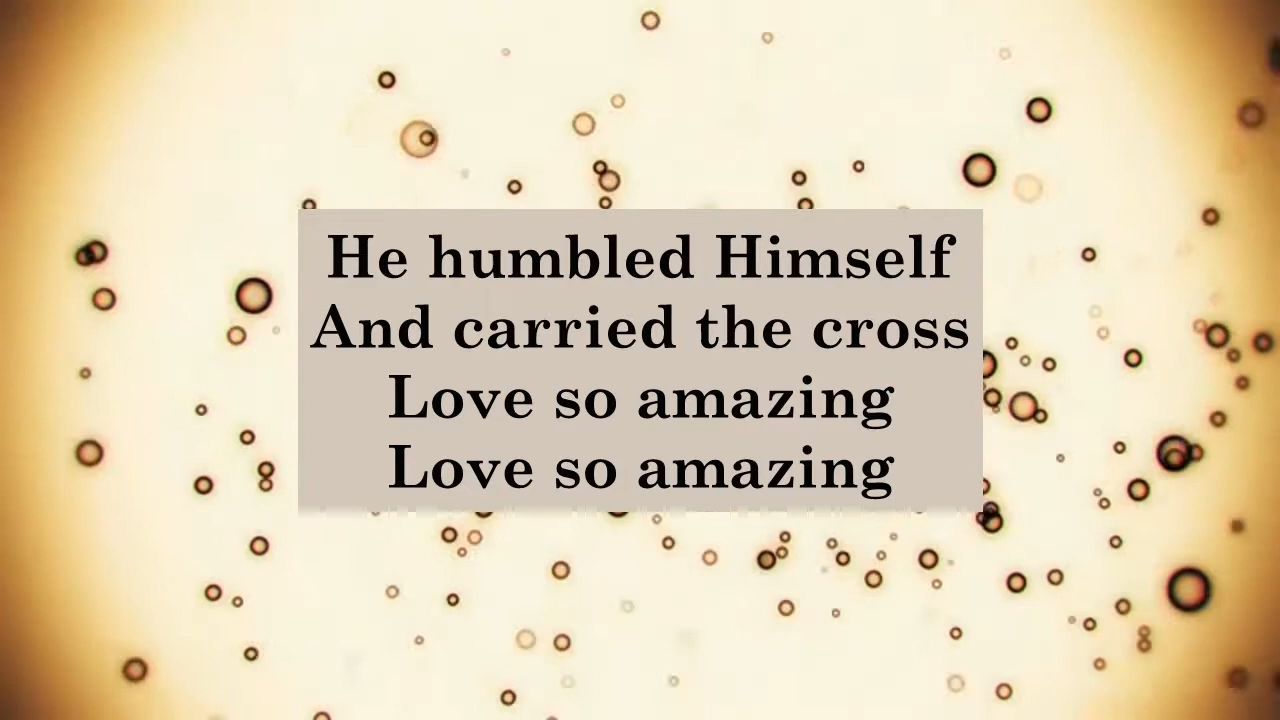 He humbled Himself
And carried the cross
Love so amazing
Love so amazing